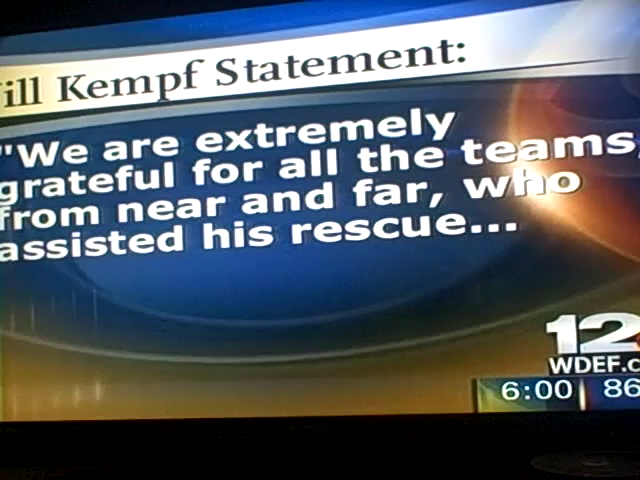 ill Kempf Statement:
"We are extremely
grateful for all the teams,
from near and far, who
assisted his rescue...
12
WDEF.c
6:00 86